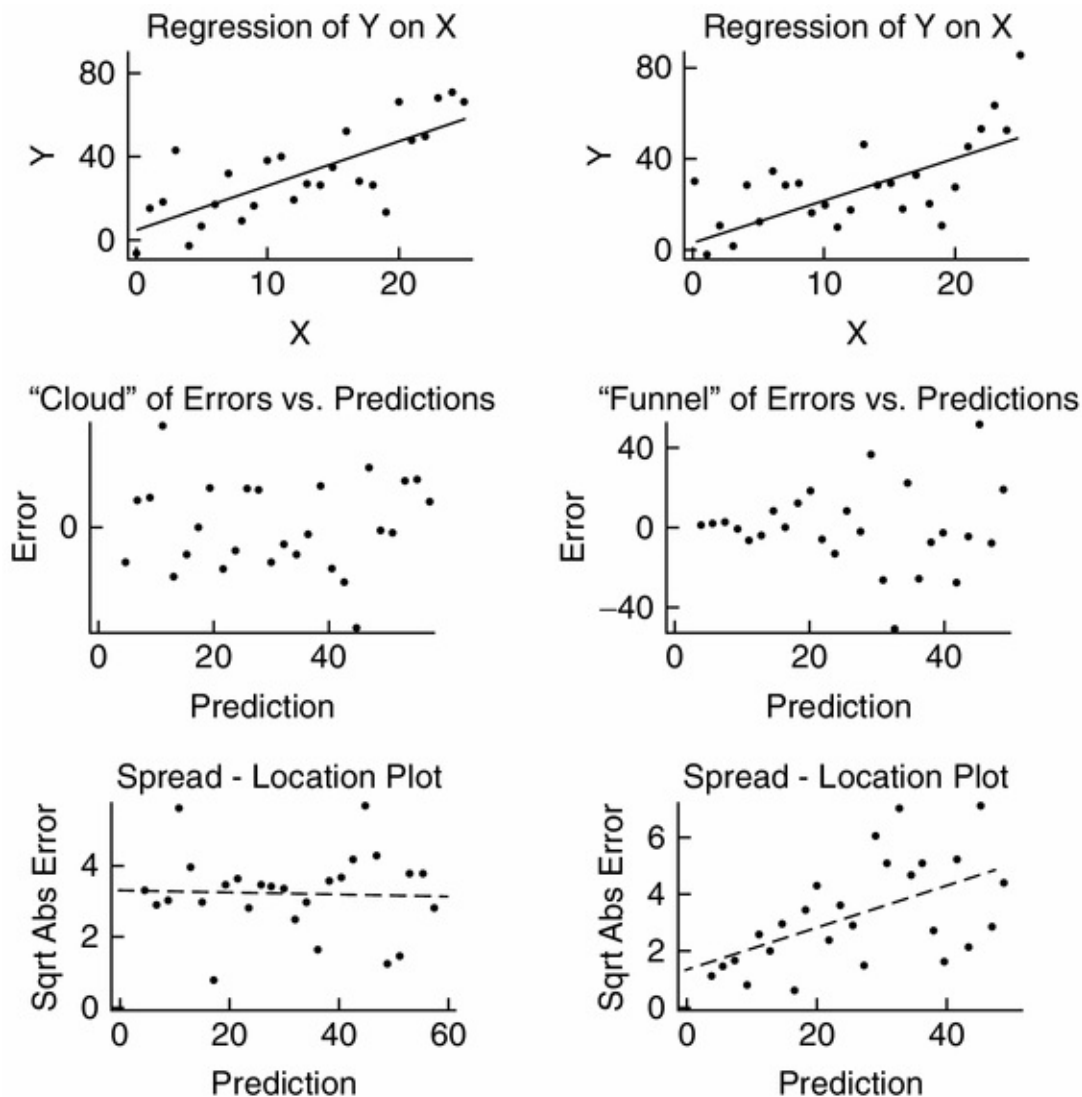 Regression of Y on X
80
40
0
Y
0 10 20
X
Regression of Y on X
80
40
0
Y
0 10 20
X
“Cloud” of Errors vs. Predictions
0
Error
0 20 40
Prediction
“Funnel” of Errors vs. Predictions
40
0
−40
Error
0 20 40
Prediction
Spread - Location Plot
4
2
0
Sqrt Abs Error
0 20 40 60
Prediction
Spread - Location Plot
6
4
2
0
Sqrt Abs Error
0 20 40
Prediction